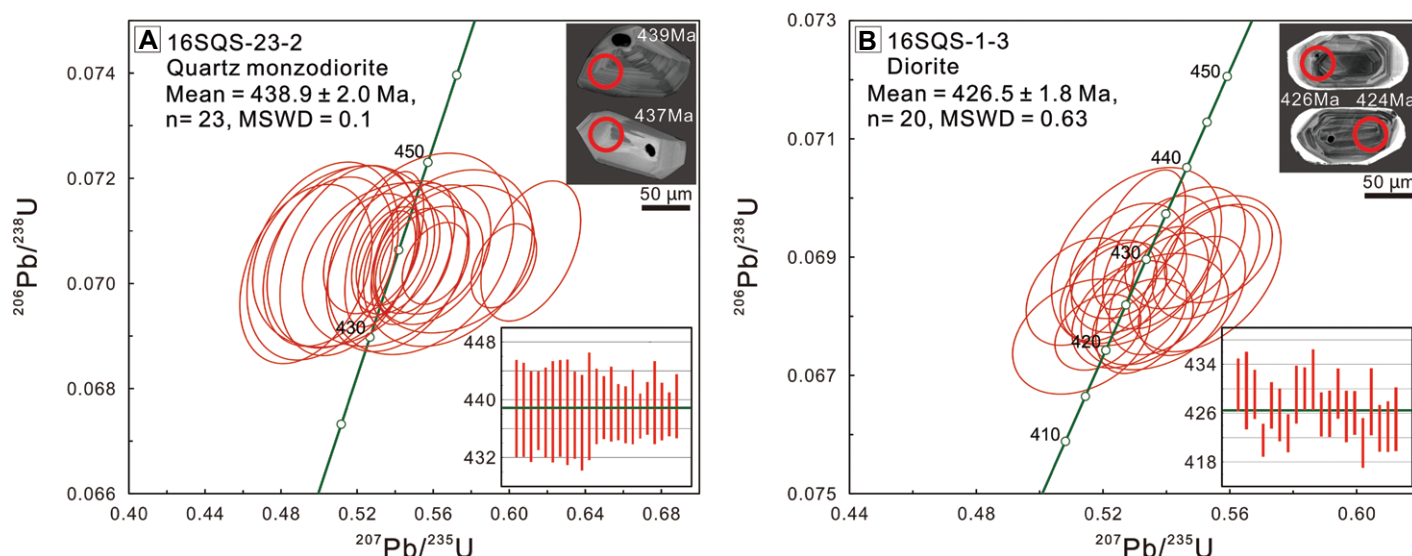 A
16SQS-23-2
Quartz monzodiorite
Mean = 438.9 ± 2.0 Ma,
n= 23, MSWD = 0.1
439Ma
437Ma
50 µm
0.074
0.072
0.070
0.068
0.066
206Pb/238U
450
430
448
440
432
0.40 0.44 0.48 0.52 0.56 0.60 0.64 0.68
207Pb/235U
B
16SQS-1-3
Diorite
Mean = 426.5 ± 1.8 Ma,
n= 20, MSWD = 0.63
426Ma 424Ma
50 µm
0.073
0.071
0.069
0.067
0.075
206Pb/238U
450
440
430
420
410
434
426
418
0.44 0.48 0.52 0.56 0.60
207Pb/235U